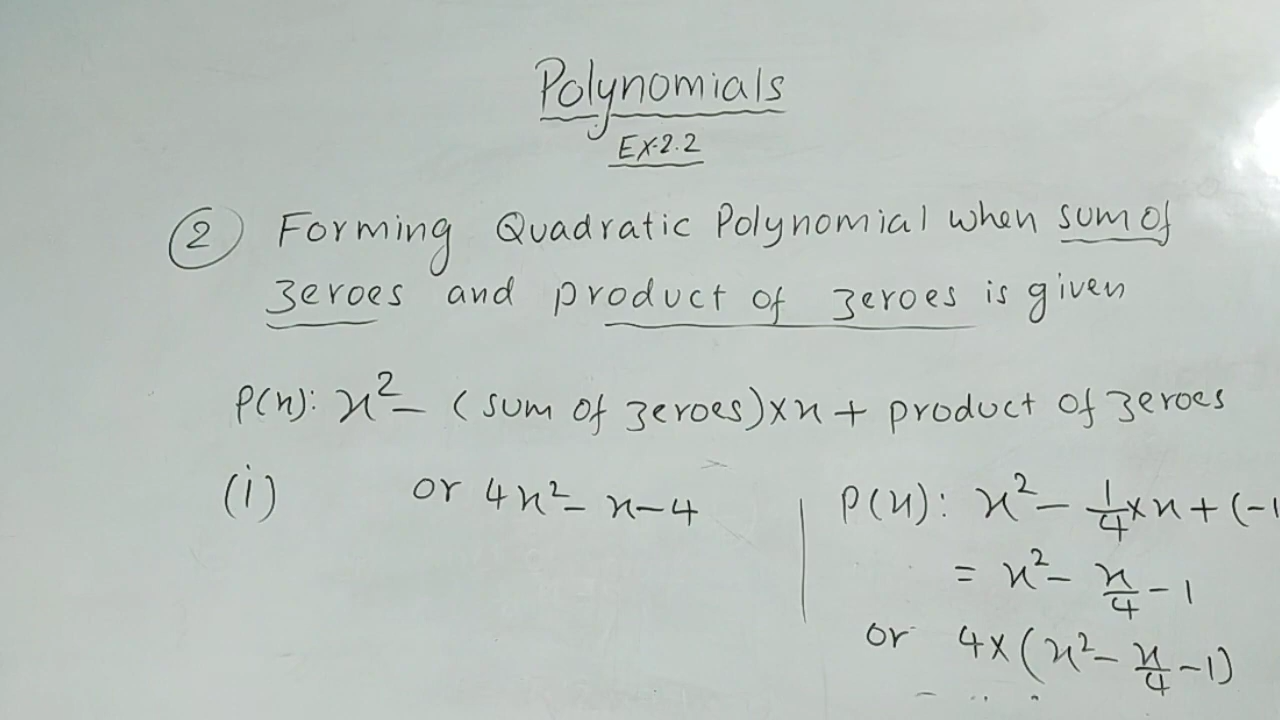 Polynomials
Ex.2.2
② Forming Quadratic Polynomial when sum of
zeroes and product of zeroes is given
P(x): x² – (sum of zeroes)×x + product of zeroes
(i) or 4x² – x – 4
P(x): x² – 1/4 ×x + (-1
= x² – x/4 – 1
or 4×(x² – x/4 – 1)